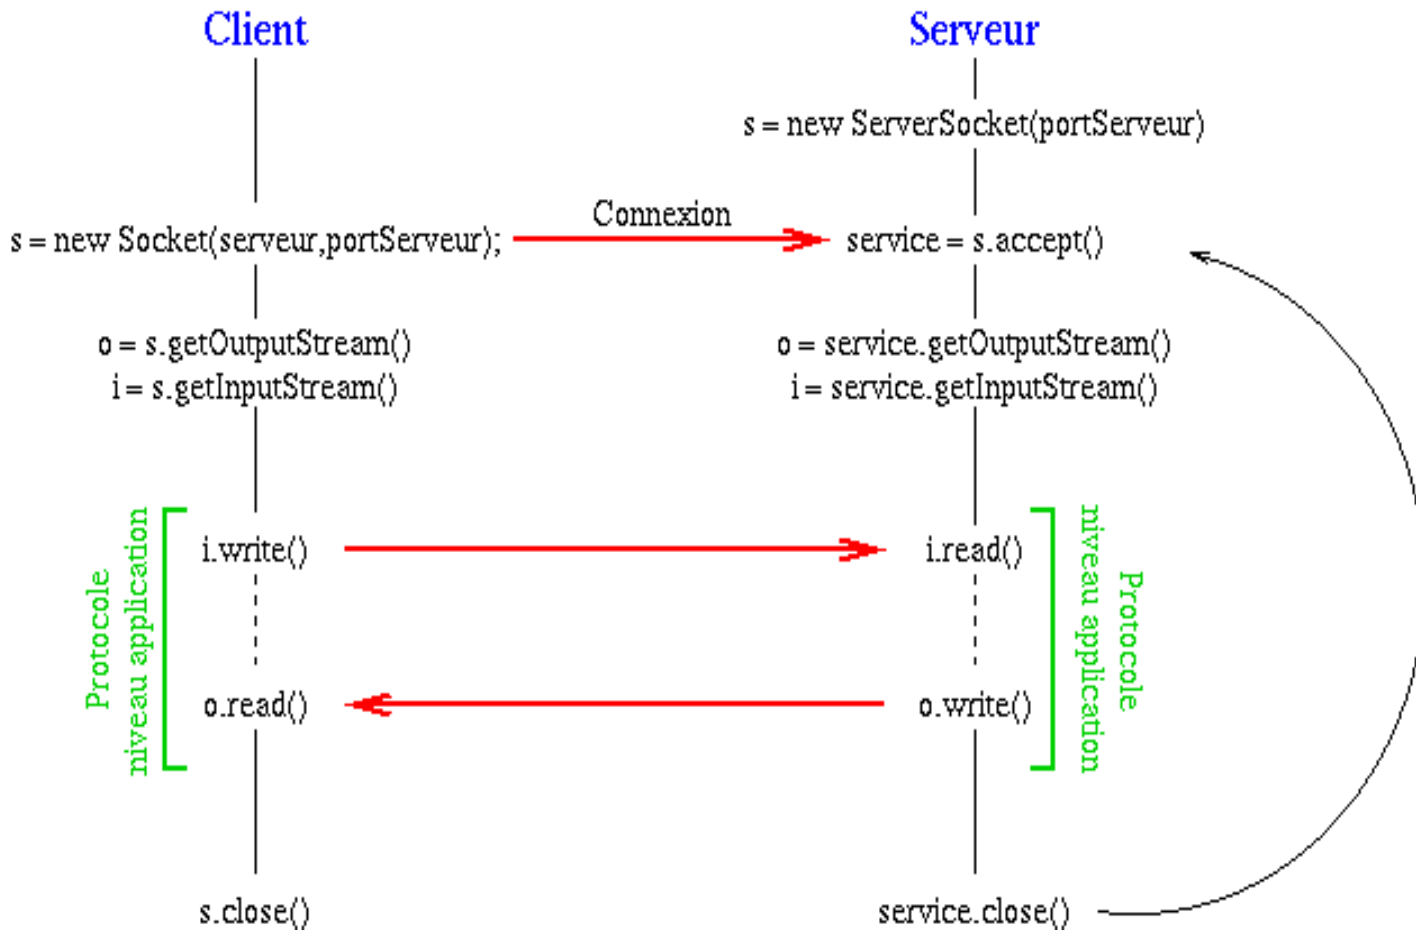 Client
Serveur
s = new ServerSocket(portServeur)
Connexion
s = new Socket(serveur,portServeur);
service = s.accept()
o = s.getOutputStream()
i = s.getInputStream()
o = service.getOutputStream()
i = service.getInputStream()
Protocole
niveau application
i.write()
i.read()
o.read()
o.write()
Protocole
niveau application
s.close()
service.close()